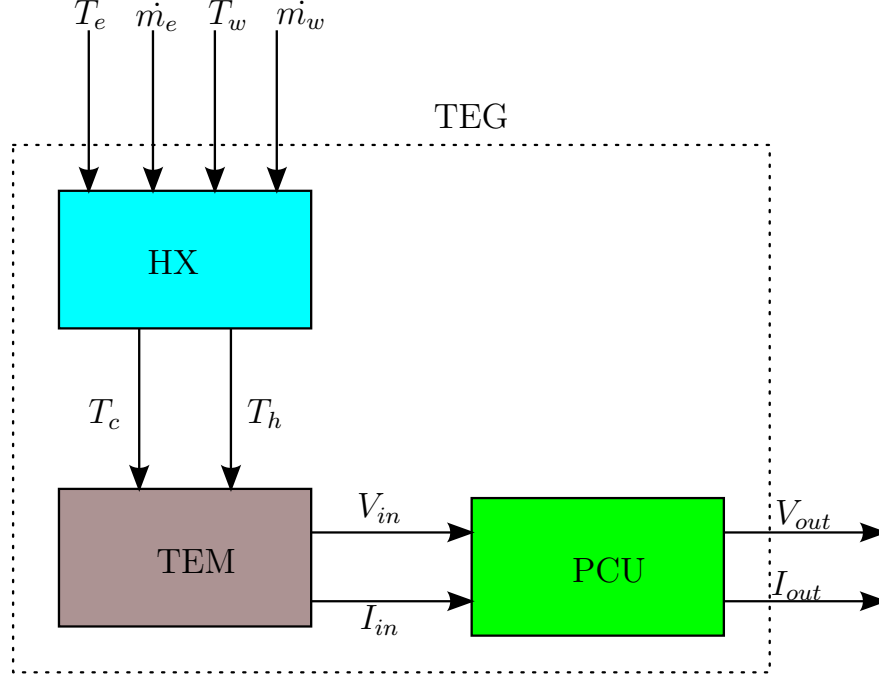 T_e ṁ_e T_w ṁ_w
TEG
HX
T_c T_h
V_in V_out
TEM PCU
I_in I_out